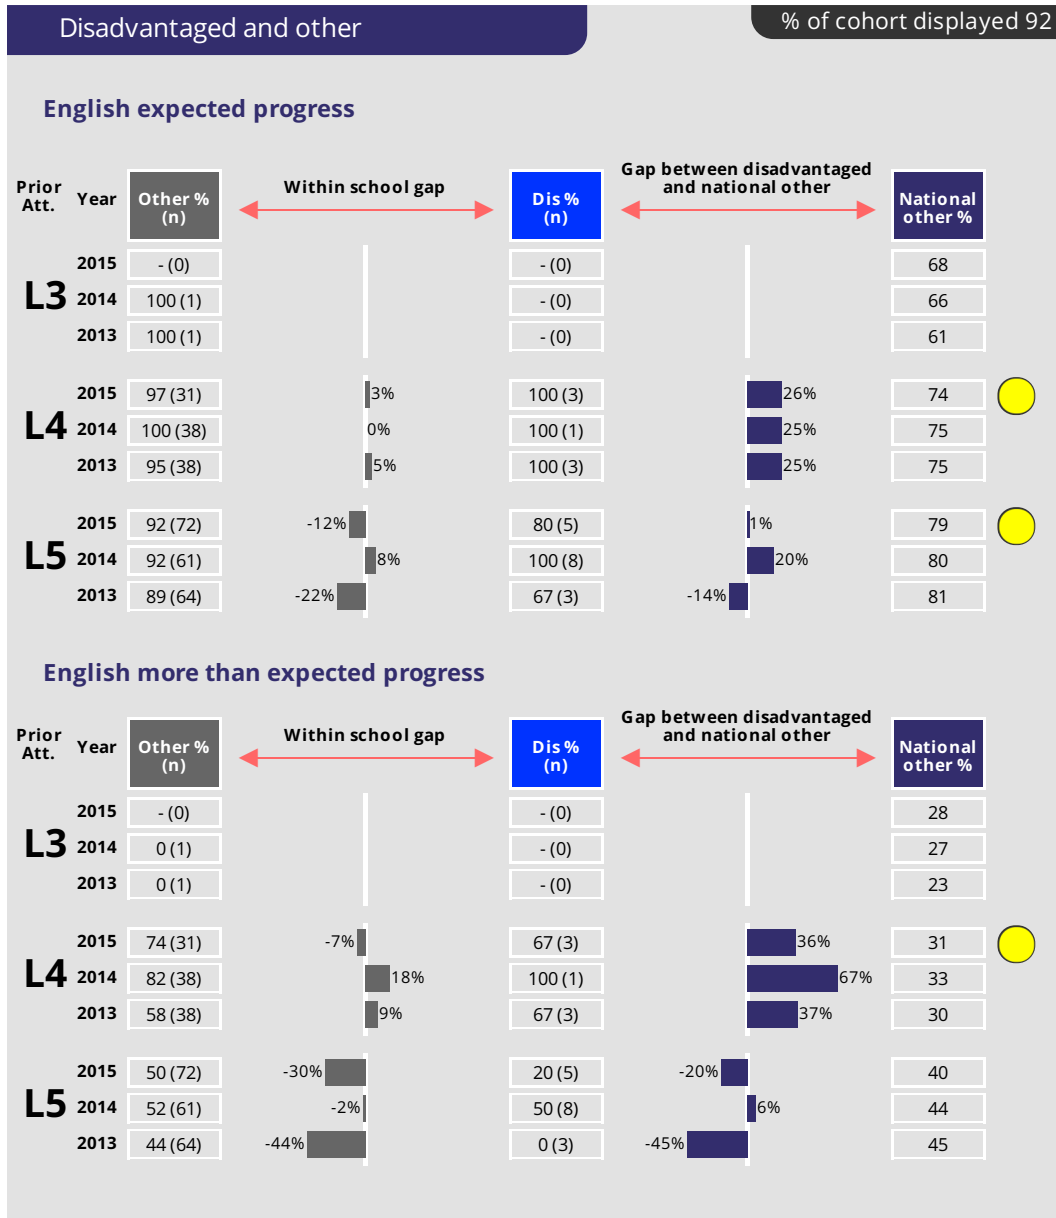 Disadvantaged and other
% of cohort displayed 92
English expected progress
Prior Att. Year Other % (n) Within school gap Dis % (n) Gap between disadvantaged and national other National other %
L3
2015 - (0) - (0) 68
2014 100 (1) - (0) 66
2013 100 (1) - (0) 61
L4
2015 97 (31) 3% 100 (3) 26% 74
2014 100 (38) 0% 100 (1) 25% 75
2013 95 (38) 5% 100 (3) 25% 75
L5
2015 92 (72) -12% 80 (5) 1% 79
2014 92 (61) 8% 100 (8) 20% 80
2013 89 (64) -22% 67 (3) -14% 81
English more than expected progress
Prior Att. Year Other % (n) Within school gap Dis % (n) Gap between disadvantaged and national other National other %
L3
2015 - (0) - (0) 28
2014 0 (1) - (0) 27
2013 0 (1) - (0) 23
L4
2015 74 (31) -7% 67 (3) 36% 31
2014 82 (38) 18% 100 (1) 67% 33
2013 58 (38) 9% 67 (3) 37% 30
L5
2015 50 (72) -30% 20 (5) -20% 40
2014 52 (61) -2% 50 (8) 6% 44
2013 44 (64) -44% 0 (3) -45% 45